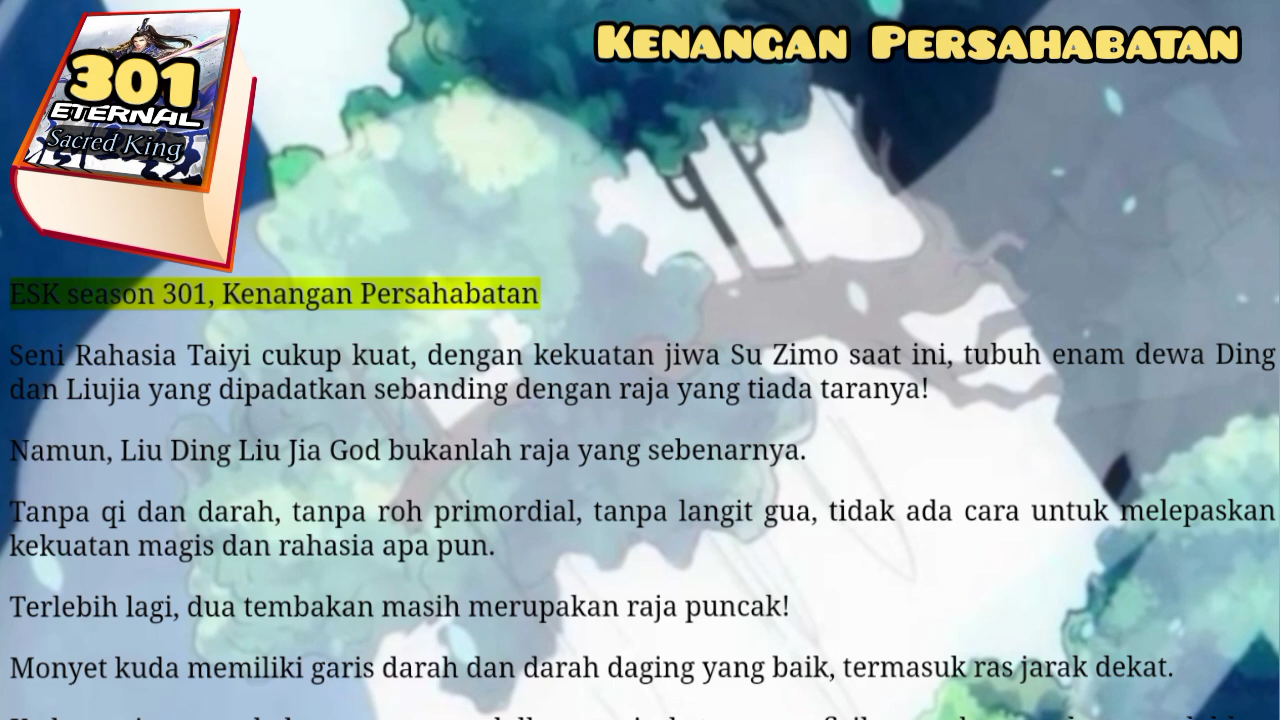 KENANGAN PERSAHABATAN
301
ETERNAL
Sacred King
ESK season 301, Kenangan Persahabatan
Seni Rahasia Taiyi cukup kuat, dengan kekuatan jiwa Su Zimo saat ini, tubuh enam dewa Ding
dan Liujia yang dipadatkan sebanding dengan raja yang tiada taranya!
Namun, Liu Ding Liu Jia God bukanlah raja yang sebenarnya.
Tanpa qi dan darah, tanpa roh primordial, tanpa langit gua, tidak ada cara untuk melepaskan
kekuatan magis dan rahasia apa pun.
Terlebih lagi, dua tembakan masih merupakan raja puncak!
Monyet kuda memiliki garis darah dan darah daging yang baik, termasuk ras jarak dekat.